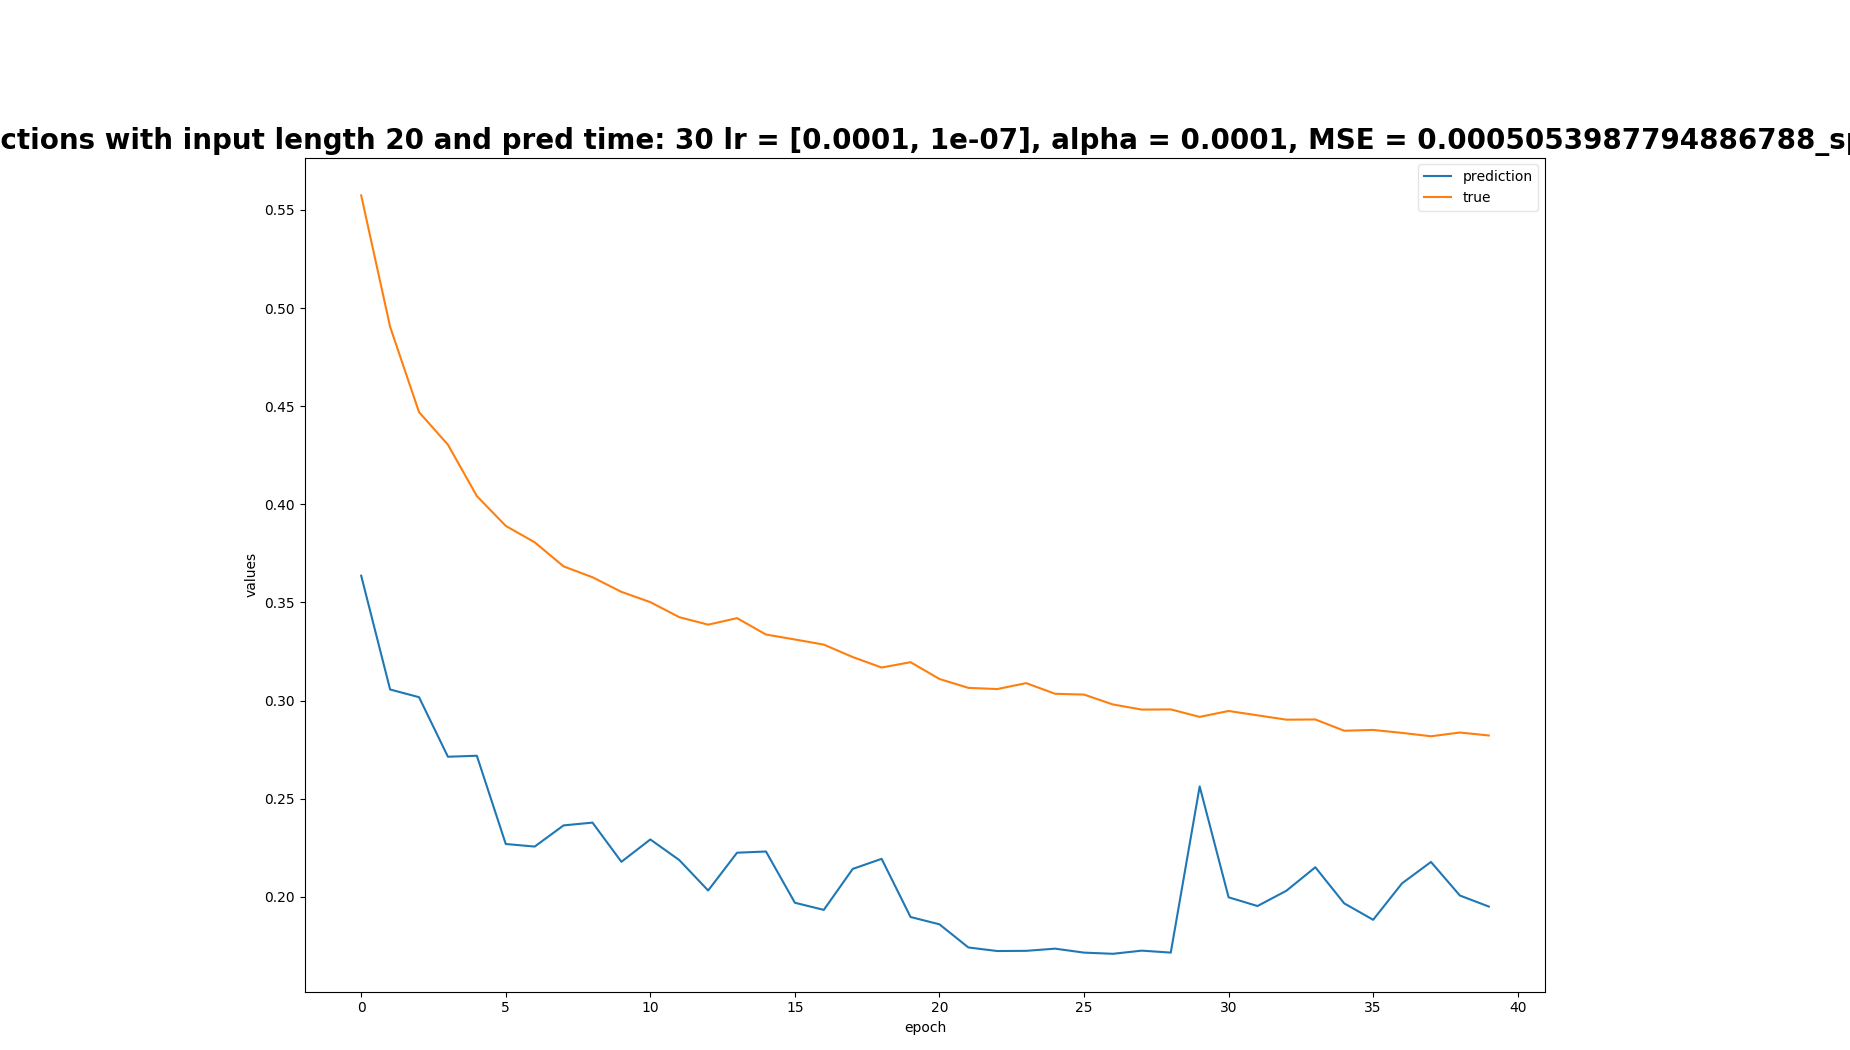 ctions with input length 20 and pred time: 30 lr = [0.0001, 1e-07], alpha = 0.0001, MSE = 0.0005053987794886788_sp
prediction
true
0.55
0.50
0.45
0.40
0.35
0.30
0.25
0.20
values
0 5 10 15 20 25 30 35 40
epoch